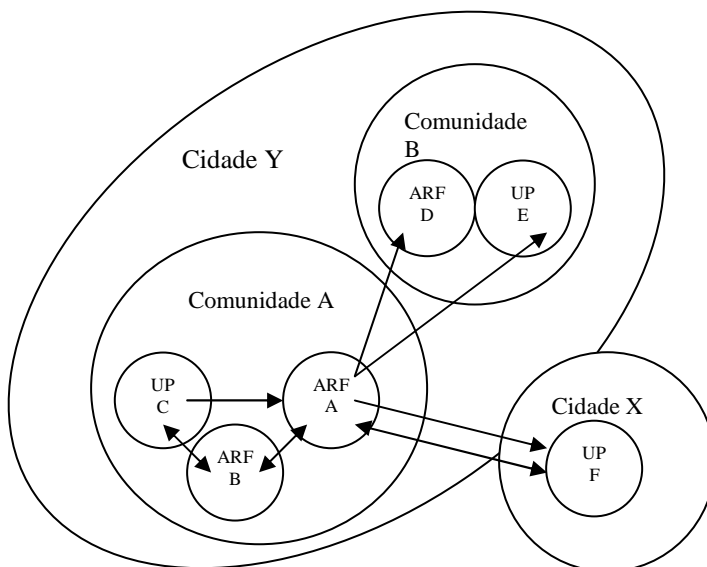 Cidade Y
Comunidade
B
ARF
D
UP
E
Comunidade A
UP
C
ARF
A
ARF
B
Cidade X
UP
F